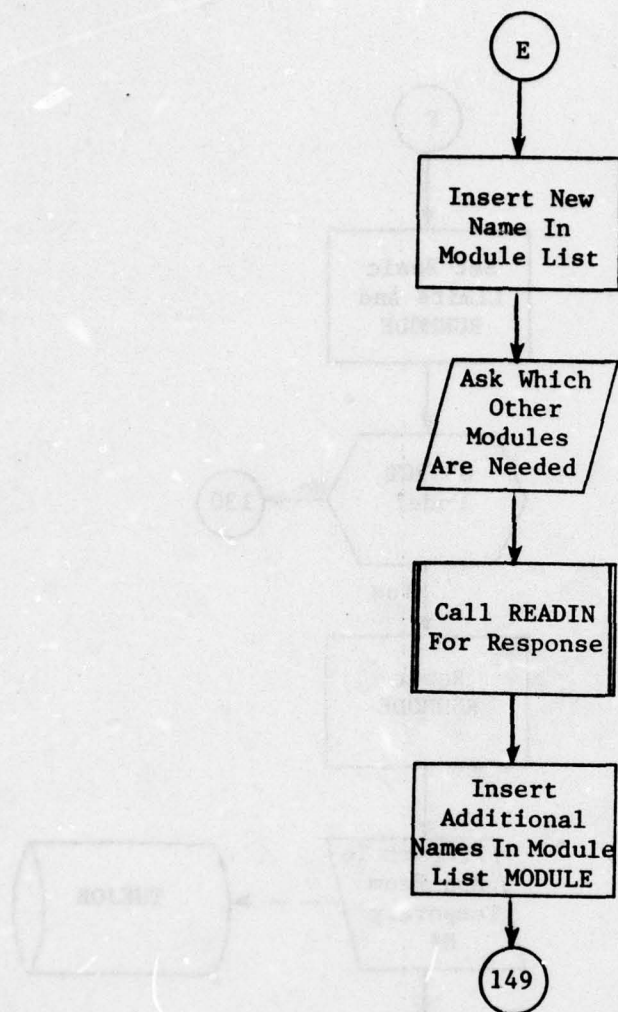 E
Insert New
Name In
Module List
Ask Which
Other
Modules
Are Needed
Call READIN
For Response
Insert
Additional
Names In Module
List MODULE
149